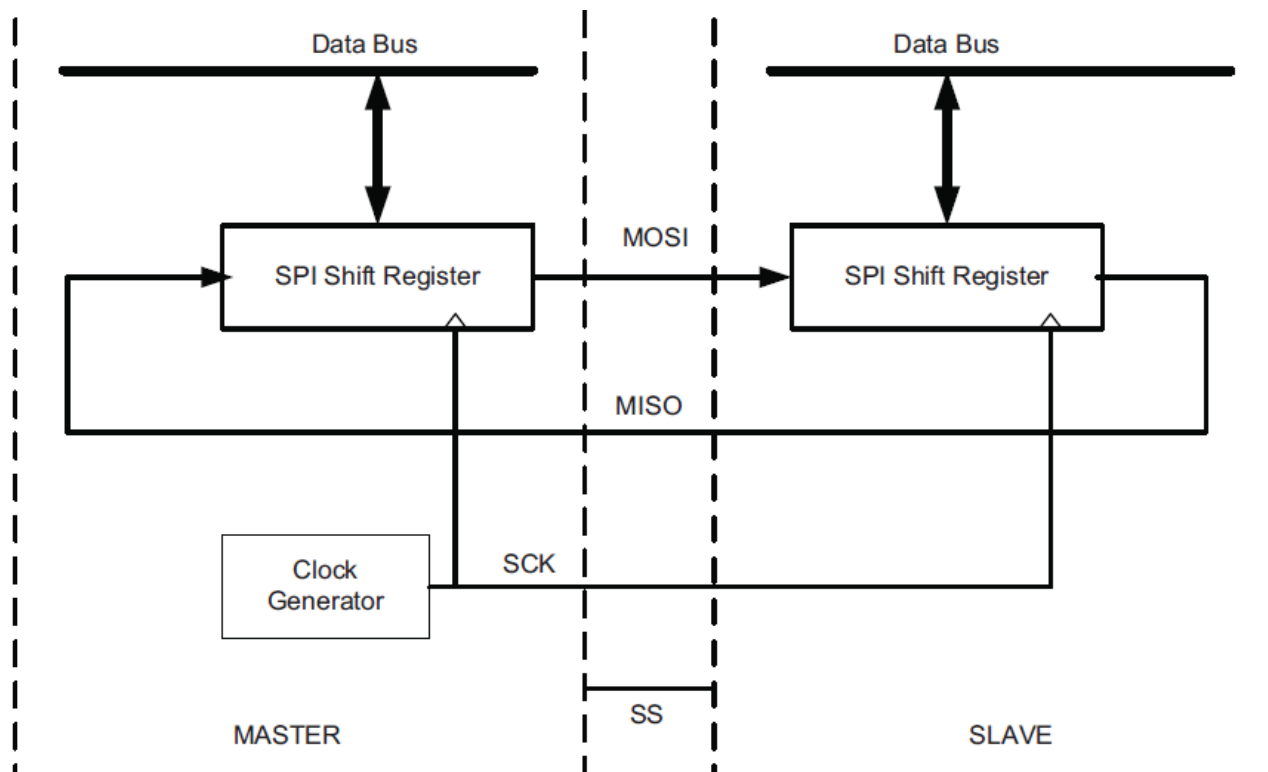 Data Bus
Data Bus
MOSI
SPI Shift Register
SPI Shift Register
MISO
SCK
Clock
Generator
SS
MASTER
SLAVE